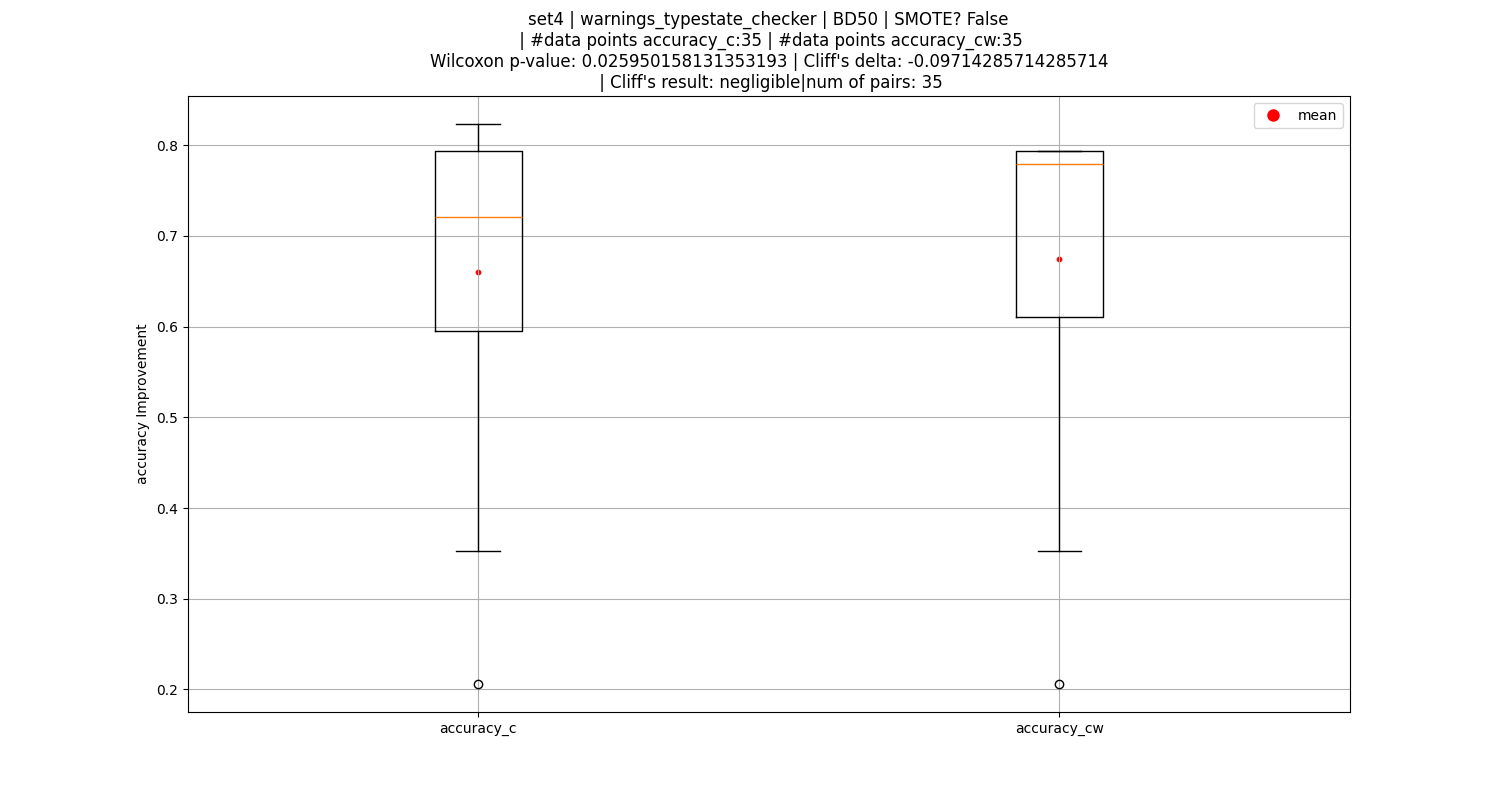 set4 | warnings_typestate_checker | BD50 | SMOTE? False
| #data points accuracy_c:35 | #data points accuracy_cw:35
Wilcoxon p-value: 0.025950158131353193 | Cliff's delta: -0.09714285714285714
| Cliff's result: negligible|num of pairs: 35
mean
accuracy Improvement
0.8
0.7
0.6
0.5
0.4
0.3
0.2
accuracy_c
accuracy_cw